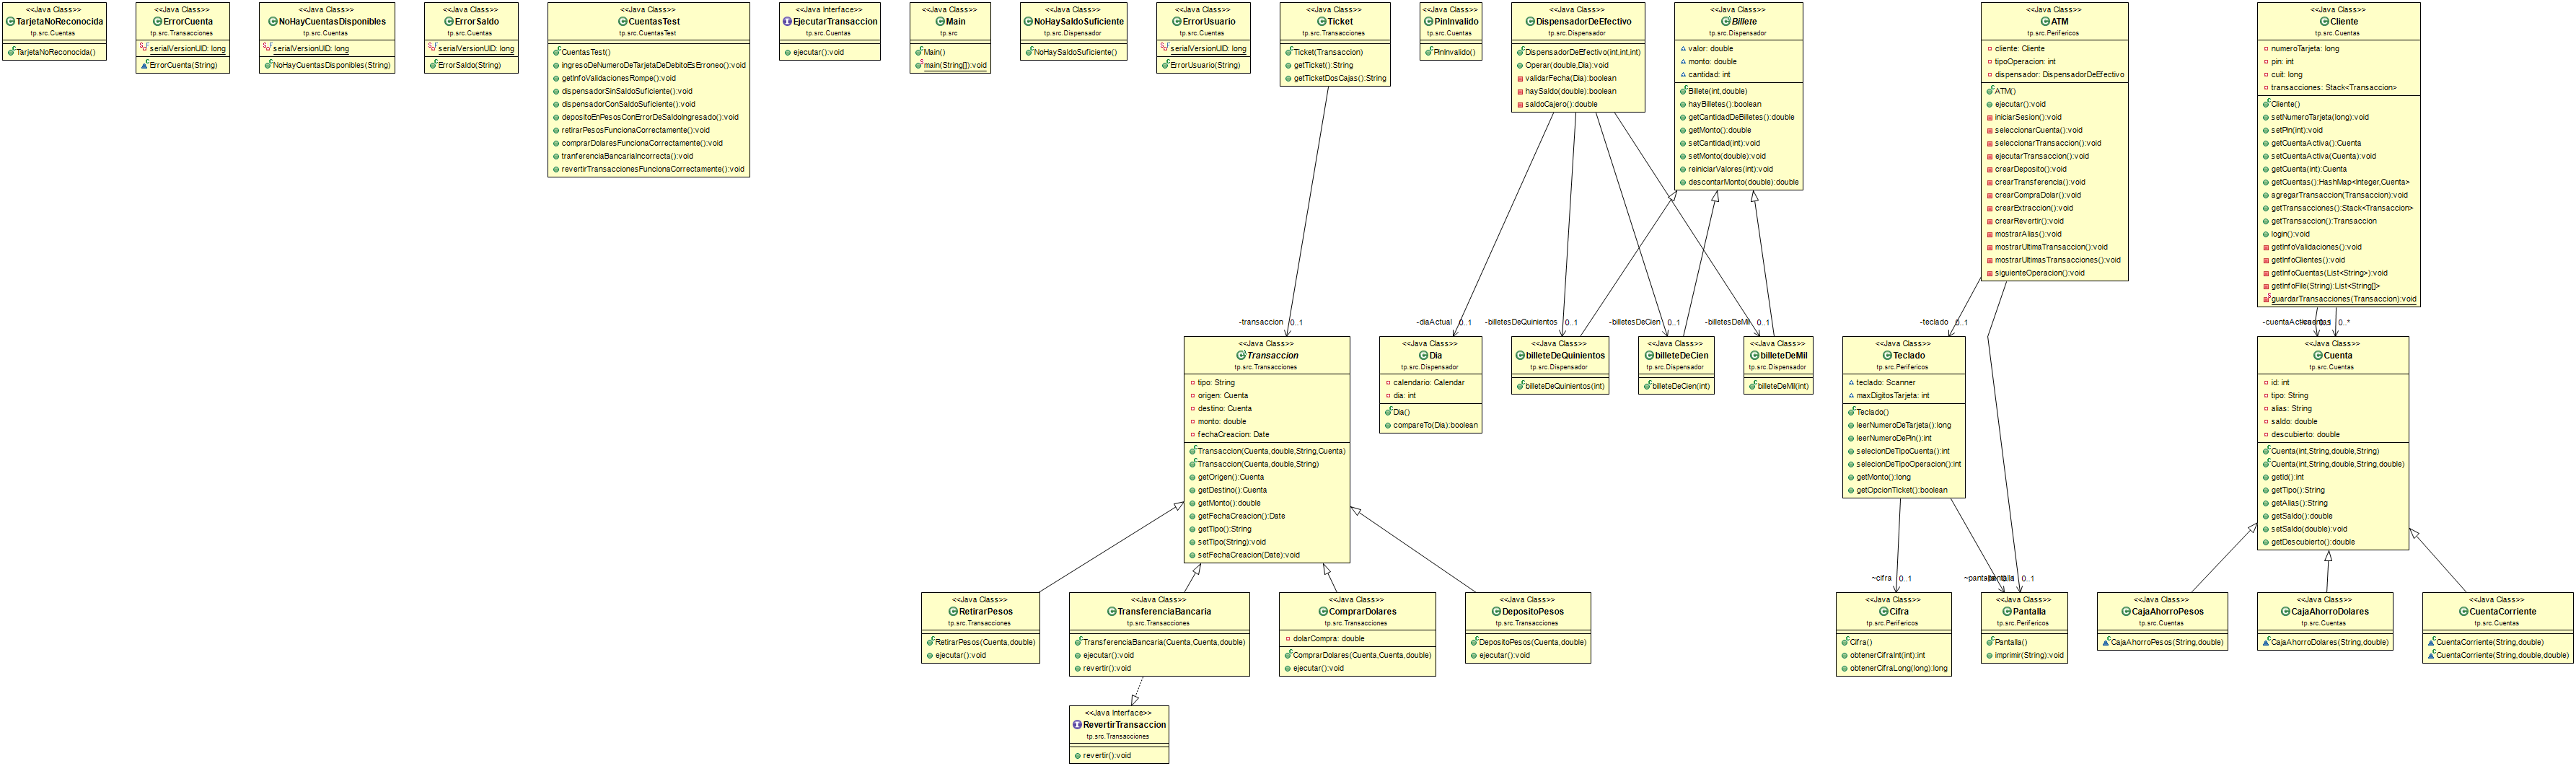 <<Java Class>>
TarjetaNoReconocida
tp.src.Cuentas
TarjetaNoReconocida()
<<Java Class>>
ErrorCuenta
tp.src.Transacciones
serialVersionUID: long
ErrorCuenta(String)
<<Java Class>>
NoHayCuentasDisponibles
tp.src.Cuentas
serialVersionUID: long
NoHayCuentasDisponibles(String)
<<Java Class>>
ErrorSaldo
tp.src.Cuentas
serialVersionUID: long
ErrorSaldo(String)
<<Java Class>>
CuentasTest
tp.src.CuentasTest
CuentasTest()
ingresoDeNumeroDeTarjetaDeDebitoEsErroneo():void
getInfoValidacionesRompe():void
dispensadorSinSaldoSuficiente():void
dispensadorConSaldoSuficiente():void
depositoEnPesosConErrorDeSaldoIngresado():void
retirarPesosFuncionaCorrectamente():void
comprarDolaresFuncionaCorrectamente():void
tranferenciaBancariaIncorrecta():void
revertirTransaccionesFuncionaCorrectamente():void
<<Java Interface>>
EjecutarTransaccion
tp.src.Cuentas
ejecutar():void
<<Java Class>>
Main
tp.src
Main()
main(String[]):void
<<Java Class>>
NoHaySaldoSuficiente
tp.src.Dispensador
NoHaySaldoSuficiente()
<<Java Class>>
ErrorUsuario
tp.src.Cuentas
serialVersionUID: long
ErrorUsuario(String)
<<Java Class>>
Ticket
tp.src.Transacciones
Ticket(Transaccion)
getTicket():String
getTicketDosCajas():String
<<Java Class>>
PinInvalido
tp.src.Cuentas
PinInvalido()
<<Java Class>>
DispensadorDeEfectivo
tp.src.Dispensador
DispensadorDeEfectivo(int,int,int)
Operar(double,Dia):void
validarFecha(Dia):boolean
haySaldo(double):boolean
saldoCajero():double
<<Java Class>>
Billete
tp.src.Dispensador
valor: double
monto: double
cantidad: int
Billete(int,double)
hayBilletes():boolean
getCantidadDeBilletes():double
getMonto():double
setCantidad(int):void
setMonto(double):void
reiniciarValores(int):void
descontarMonto(double):double
<<Java Class>>
ATM
tp.src.Perifericos
cliente: Cliente
tipoOperacion: int
dispensador: DispensadorDeEfectivo
ATM()
ejecutar():void
iniciarSesion():void
seleccionarCuenta():void
seleccionarTransaccion():void
ejecutarTransaccion():void
crearDeposito():void
crearTransferencia():void
crearCompraDolar():void
crearExtraccion():void
crearRevertir():void
mostrarAlias():void
mostrarUltimaTransaccion():void
mostrarUltimasTransacciones():void
siguienteOperacion():void
<<Java Class>>
Cliente
tp.src.Cuentas
numeroTarjeta: long
pin: int
cuit: long
transacciones: Stack<Transaccion>
Cliente()
setNumeroTarjeta(long):void
setPin(int):void
getCuentaActiva():Cuenta
setCuentaActiva(Cuenta):void
getCuenta(int):Cuenta
getCuentas():HashMap<Integer,Cuenta>
agregarTransaccion(Transaccion):void
getTransacciones():Stack<Transaccion>
getTransaccion():Transaccion
login():void
getInfoValidaciones():void
getInfoClientes():void
getInfoCuentas(List<String>):void
getInfoFile(String):List<String[]>
guardarTransacciones(Transaccion):void
-transaccion 0..1
-diaActual 0..1
-billetesDeQuinientos 0..1
-billetesDeCien 0..1
-billetesDeMil 0..1
-teclado 0..1
-cuentaActiva
0..*
<<Java Class>>
Transaccion
tp.src.Transacciones
tipo: String
origen: Cuenta
destino: Cuenta
monto: double
fechaCreacion: Date
Transaccion(Cuenta,double,String,Cuenta)
Transaccion(Cuenta,double,String)
getOrigen():Cuenta
getDestino():Cuenta
getMonto():double
getFechaCreacion():Date
getTipo():String
setTipo(String):void
setFechaCreacion(Date):void
<<Java Class>>
Dia
tp.src.Dispensador
calendario: Calendar
dia: int
Dia()
compareTo(Dia):boolean
<<Java Class>>
billeteDeQuinientos
tp.src.Dispensador
billeteDeQuinientos(int)
<<Java Class>>
billeteDeCien
tp.src.Dispensador
billeteDeCien(int)
<<Java Class>>
billeteDeMil
tp.src.Dispensador
billeteDeMil(int)
<<Java Class>>
Teclado
tp.src.Perifericos
teclado: Scanner
maxDigitosTarjeta: int
Teclado()
leerNumeroDeTarjeta():long
leerNumeroDePin():int
selecionDeTipoCuenta():int
selecionDeTipoOperacion():int
getMonto():long
getOpcionTicket():boolean
<<Java Class>>
Cuenta
tp.src.Cuentas
id: int
tipo: String
alias: String
saldo: double
descubierto: double
Cuenta(int,String,double,String)
Cuenta(int,String,double,String,double)
getId():int
getTipo():String
getAlias():String
getSaldo():double
setSaldo(double):void
getDescubierto():double
~cifra 0..1
~pantalla
0..1
<<Java Class>>
RetirarPesos
tp.src.Transacciones
RetirarPesos(Cuenta,double)
ejecutar():void
<<Java Class>>
TransferenciaBancaria
tp.src.Transacciones
TransferenciaBancaria(Cuenta,Cuenta,double)
ejecutar():void
revertir():void
<<Java Class>>
ComprarDolares
tp.src.Transacciones
dolarCompra: double
ComprarDolares(Cuenta,Cuenta,double)
ejecutar():void
<<Java Class>>
DepositoPesos
tp.src.Transacciones
DepositoPesos(Cuenta,double)
ejecutar():void
<<Java Class>>
Cifra
tp.src.Perifericos
Cifra()
obtenerCifraInt(int):int
obtenerCifraLong(long):long
<<Java Class>>
Pantalla
tp.src.Perifericos
Pantalla()
imprimir(String):void
<<Java Class>>
CajaAhorroPesos
tp.src.Cuentas
CajaAhorroPesos(String,double)
<<Java Class>>
CajaAhorroDolares
tp.src.Cuentas
CajaAhorroDolares(String,double)
<<Java Class>>
CuentaCorriente
tp.src.Cuentas
CuentaCorriente(String,double)
CuentaCorriente(String,double,double)
<<Java Interface>>
RevertirTransaccion
tp.src.Transacciones
revertir():void